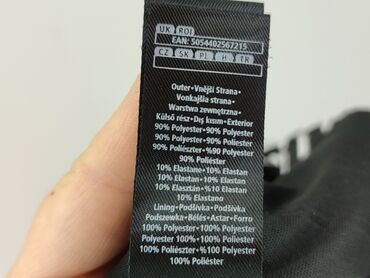 UK ROI
EAN: 5054402567215
CZ SK PL H TR
Outer • Vnější Strana •
Vonkajšia strana •
Warstwa zewnętrzna •
Külső rész • Dış kısım • Exterior
90% Polyester • 90% Polyester
90% Polyester • 90% Polyester
90% Poliészter • %90 Polyester
90% Poliéster
10% Elastane • 10% Elastan
10% Elastan • 10% Elastan
10% Elasztán • %10 Elastan
10% Elastano
Lining • Podšívka • Podšívka
Podszewka • Bélés • Astar • Forro
100% Polyester • 100%
Polyester • 100% Polyester
100% Polyester • 100%
Poliészter • %100 Polyester
100% Poliéster